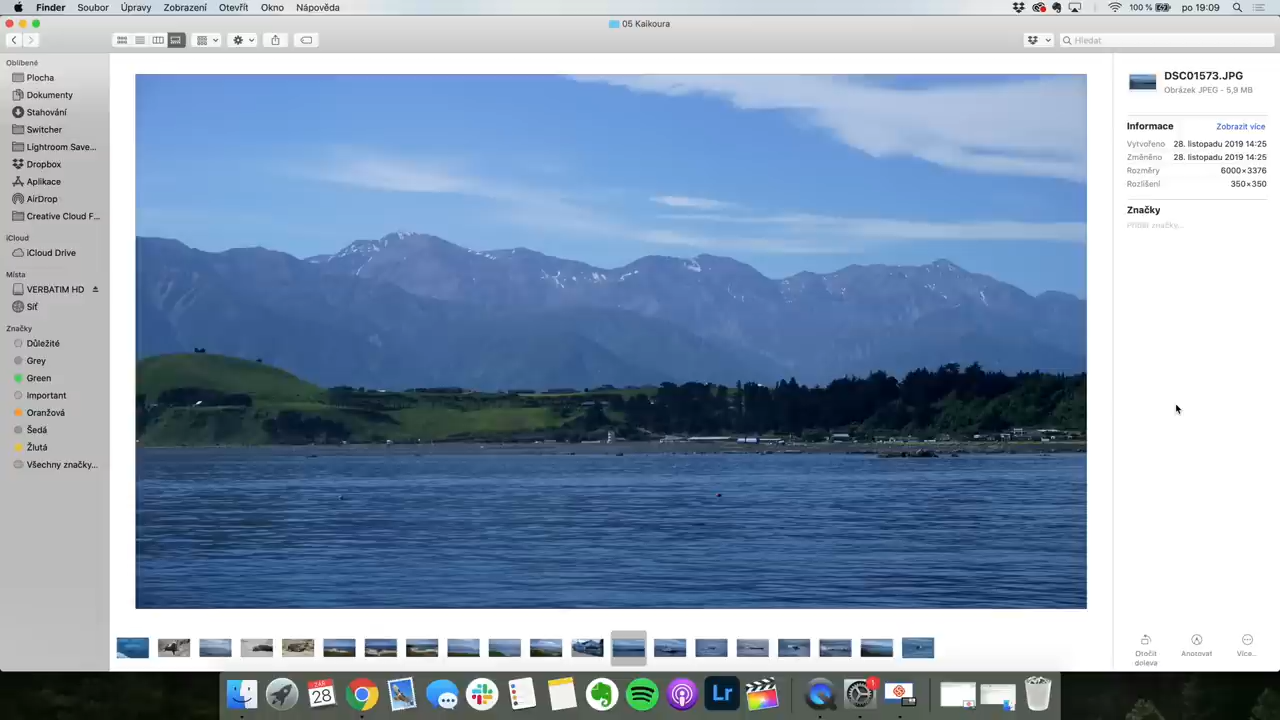 Finder Soubor Úpravy Zobrazení Otevřít Okno Nápověda 100 % po 19:09
05 Kaikoura
Hledat
Oblíbené
Plocha
Dokumenty
Stahování
Switcher
Lightroom Save...
Dropbox
Aplikace
AirDrop
Creative Cloud F...
iCloud
iCloud Drive
Místa
VERBATIM HD
Síť
Značky
Důležité
Grey
Green
Important
Oranžová
Šedá
Žlutá
Všechny značky...
DSC01573.JPG
Obrázek JPEG - 5,9 MB
Informace Zobrazit více
Vytvořeno 28. listopadu 2019 14:25
Změněno 28. listopadu 2019 14:25
Rozměry 6000×3376
Rozlišení 350×350
Značky
Přidat značky...
Otočit doleva
Anotovat
Více...
28
Lr
1